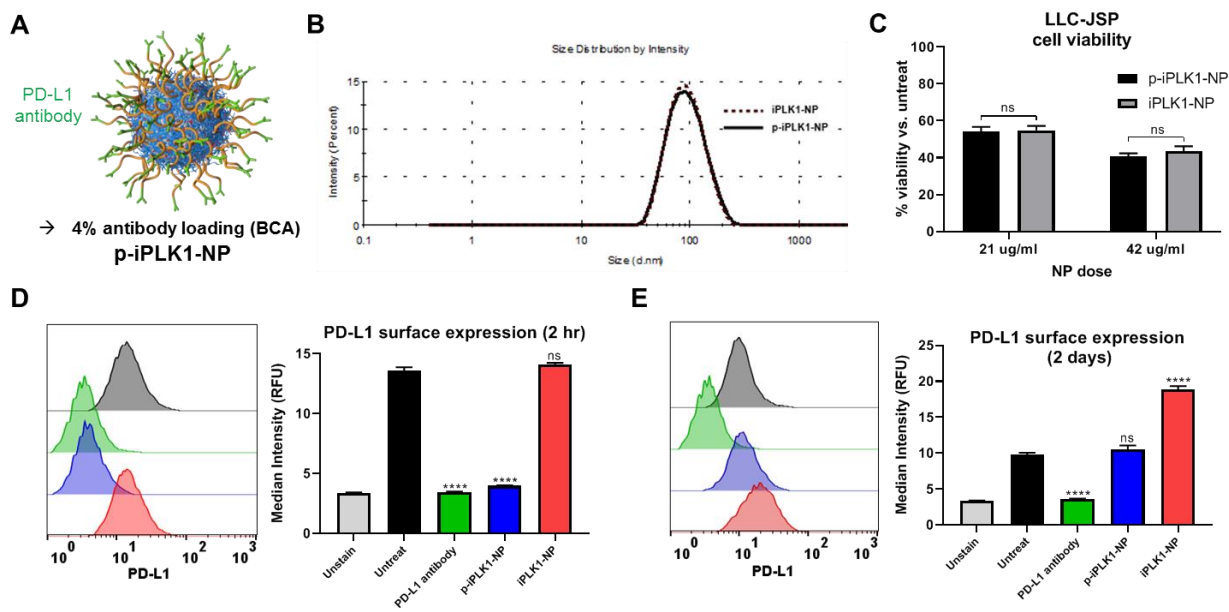 A
PD-L1
antibody
→ 4% antibody loading (BCA)
p-iPLK1-NP
B
Size Distribution by Intensity
Intensity (Percent)
15
10
5
0
0.1
1
10
100
1000
Size (d.nm)
iPLK1-NP
p-iPLK1-NP
C
LLC-JSP
cell viability
% viability vs. untreat
100
80
60
40
20
0
p-iPLK1-NP
iPLK1-NP
ns
ns
21 ug/ml
42 ug/ml
NP dose
D
10 0
10 1
10 2
10 3
PD-L1
PD-L1 surface expression (2 hr)
Median Intensity (RFU)
15
10
5
0
****
****
ns
Unstain
Untreat
PD-L1 antibody
p-iPLK1-NP
iPLK1-NP
E
10 0
10 1
10 2
10 3
PD-L1
PD-L1 surface expression
(2 days)
Median Intensity (RFU)
25
20
15
10
5
0
****
ns
****
Unstain
Untreat
PD-L1 antibody
p-iPLK1-NP
iPLK1-NP